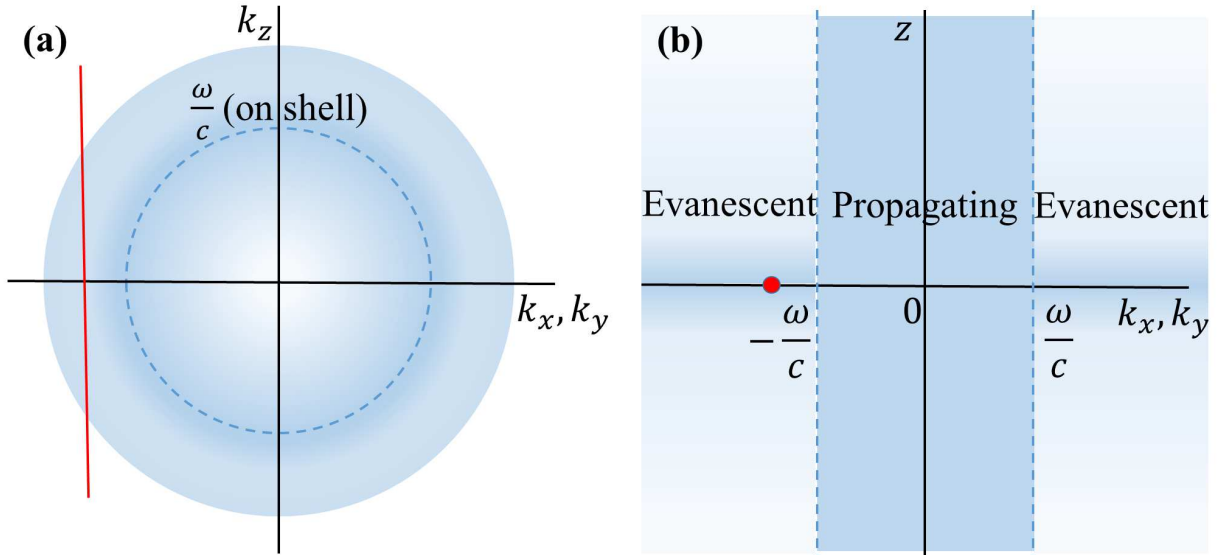 (a)
k_z
ω/c (on shell)
k_x, k_y
(b)
z
Evanescent Propagating Evanescent
0
−ω/c
ω/c
k_x, k_y